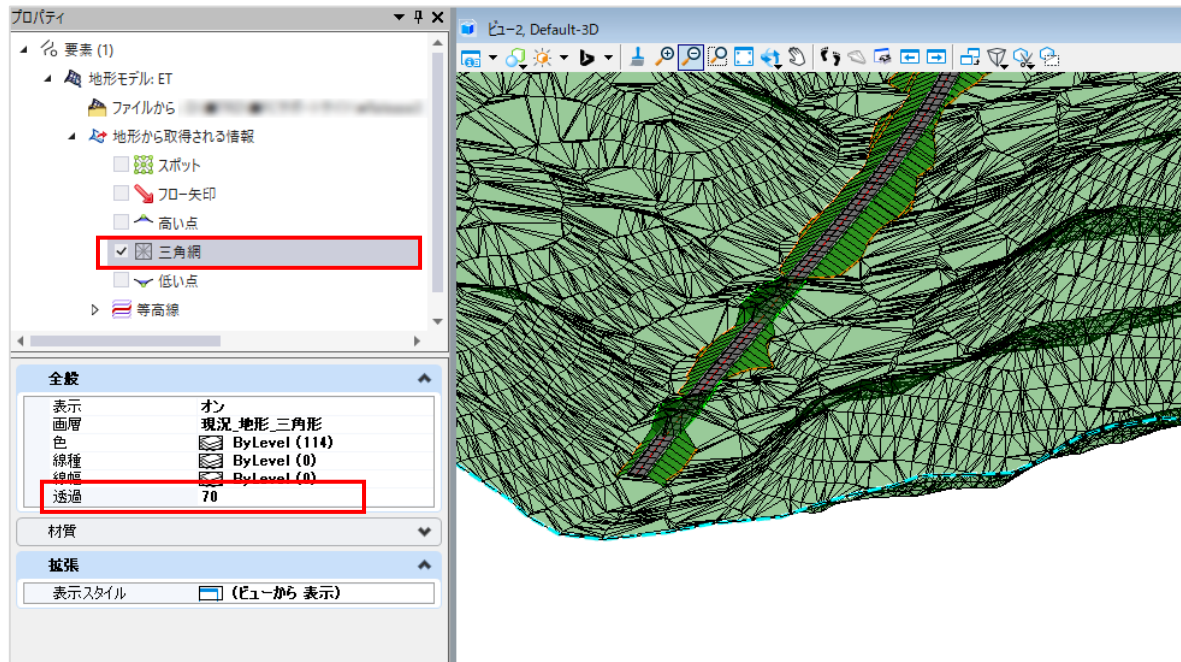 プロパティ
要素 (1)
地形モデル: ET
ファイルから
地形から取得される情報
スポット
フロー矢印
高い点
三角網
低い点
等高線
全般
表示 オン
画層 現況_地形_三角形
色 ByLevel (114)
線種 ByLevel (0)
線幅 ByLevel (0)
透過 70
材質
拡張
表示スタイル (ビューから 表示)
ビュー2, Default-3D